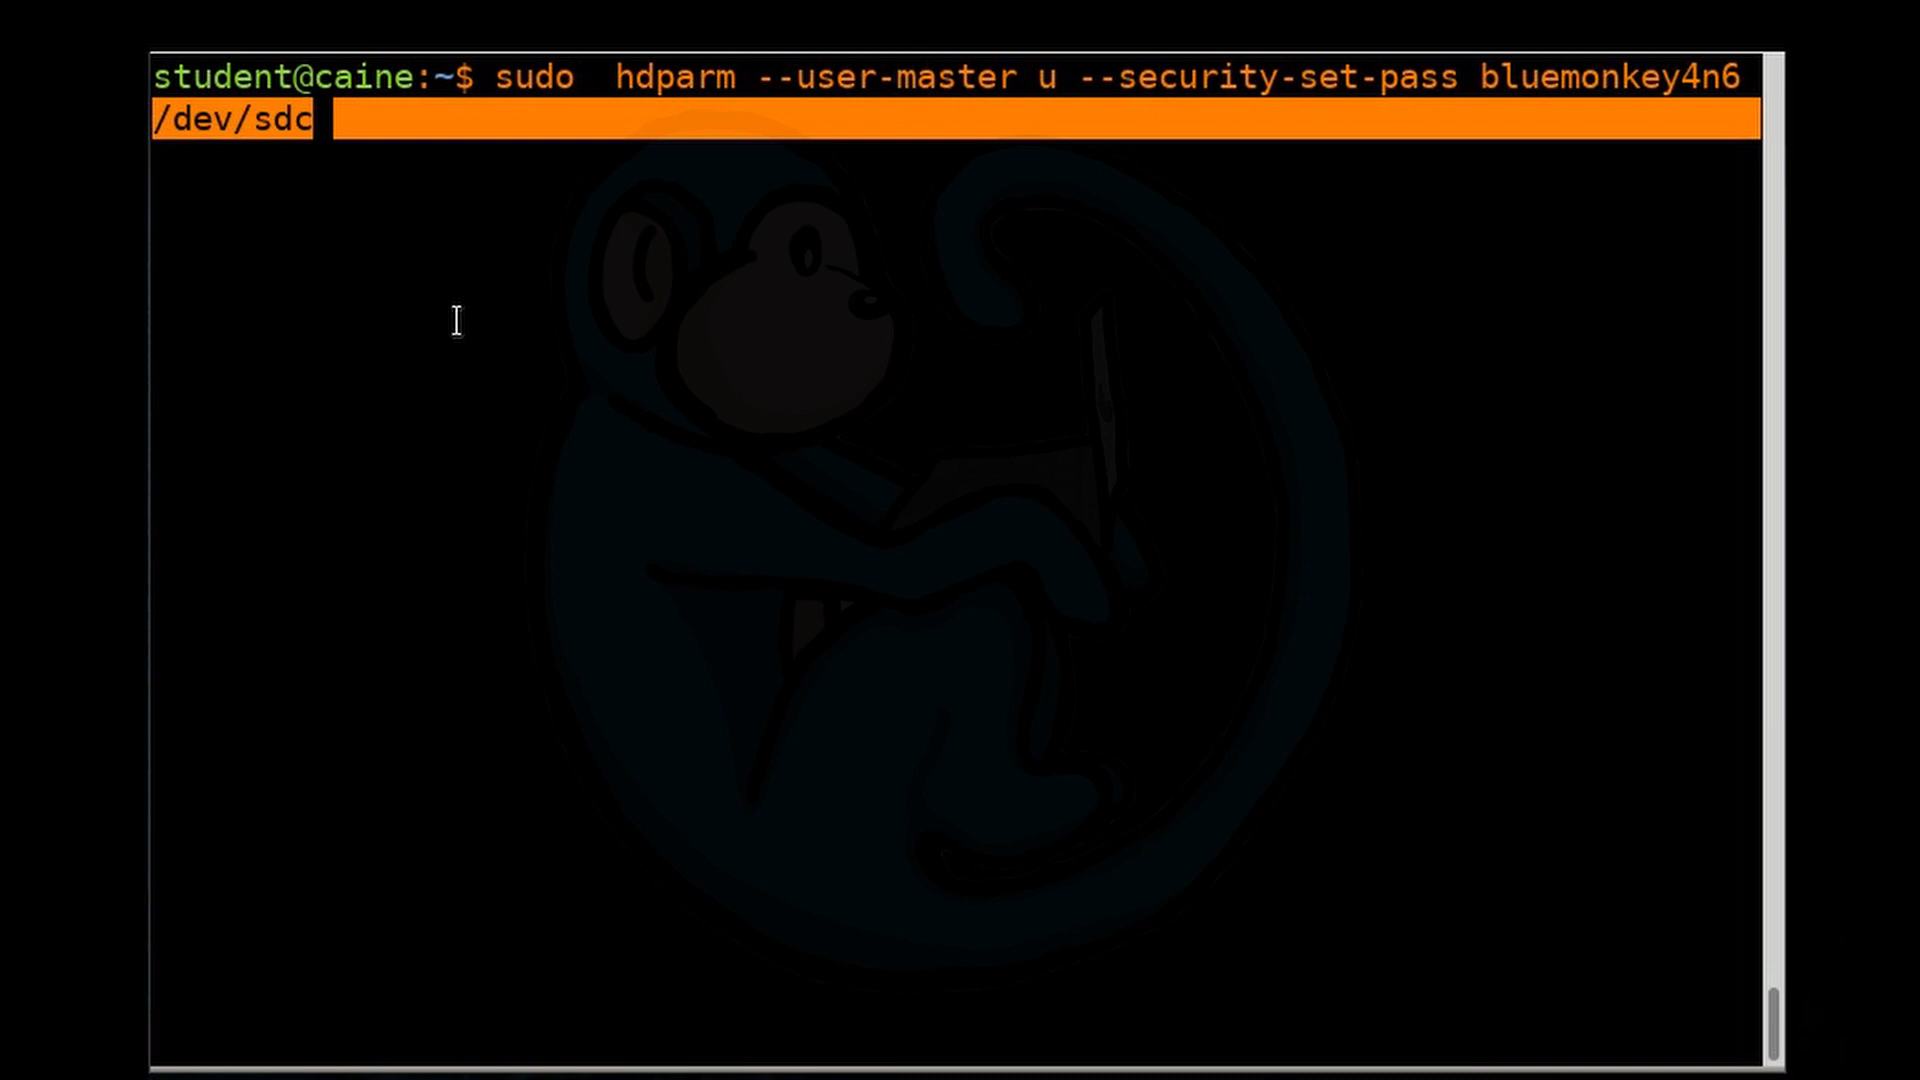 student@caine:~$ sudo  hdparm --user-master u --security-set-pass bluemonkey4n6
/dev/sdc